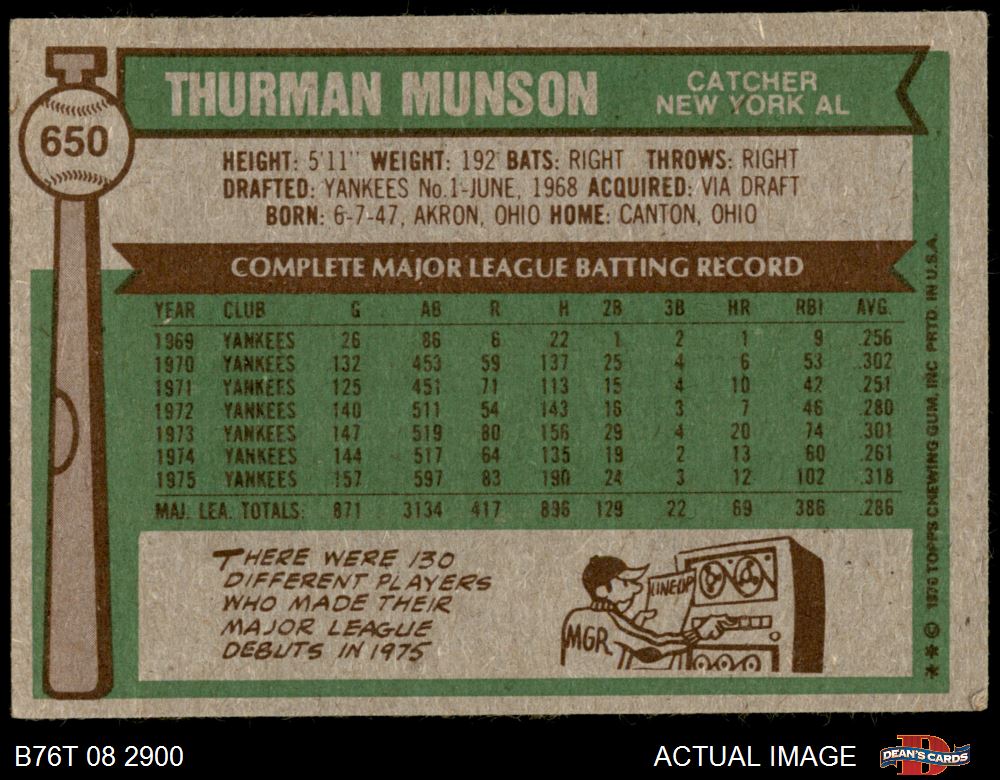 650
THURMAN MUNSON
CATCHER
NEW YORK AL
HEIGHT: 5'11" WEIGHT: 192 BATS: RIGHT THROWS: RIGHT
DRAFTED: YANKEES No.1-JUNE, 1968 ACQUIRED: VIA DRAFT
BORN: 6-7-47, AKRON, OHIO HOME: CANTON, OHIO
COMPLETE MAJOR LEAGUE BATTING RECORD
YEAR CLUB G AB R H 2B 3B HR RBI AVG.
1969 YANKEES 26 86 6 22 1 2 1 9 .256
1970 YANKEES 132 453 59 137 25 4 6 53 .302
1971 YANKEES 125 451 71 113 15 4 10 42 .251
1972 YANKEES 140 511 54 143 16 3 7 46 .280
1973 YANKEES 147 519 80 156 29 4 20 74 .301
1974 YANKEES 144 517 64 135 19 2 13 60 .261
1975 YANKEES 157 597 83 190 24 3 12 102 .318
MAJ. LEA. TOTALS: 871 3134 417 896 129 22 69 386 .286
THERE WERE 130
DIFFERENT PLAYERS
WHO MADE THEIR
MAJOR LEAGUE
DEBUTS IN 1975
LINEUP
MGR.
** © 1976 TOPPS CHEWING GUM, INC PRTD. IN U.S.A.
B76T 08 2900
ACTUAL IMAGE
DEAN'S CARDS